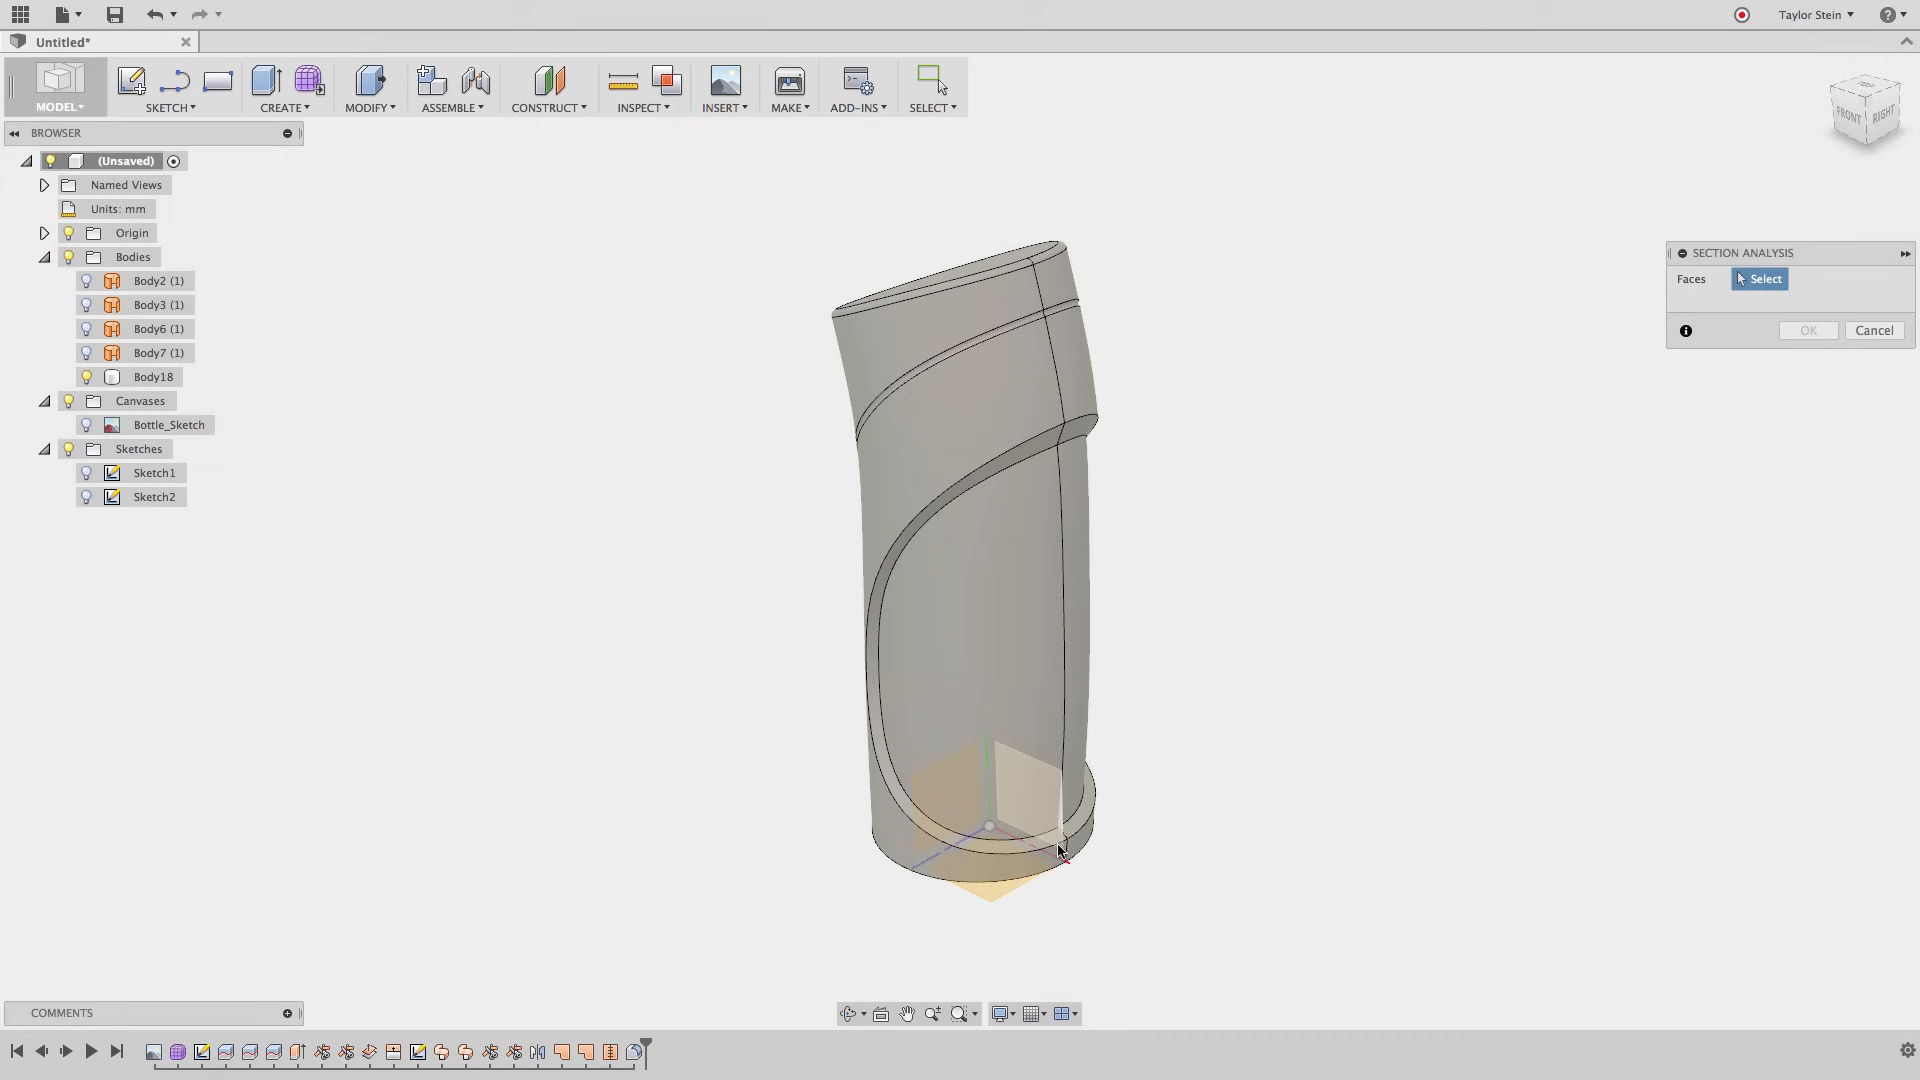 Taylor Stein
Untitled*
MODEL
SKETCH
CREATE
MODIFY
ASSEMBLE
CONSTRUCT
INSPECT
INSERT
MAKE
ADD-INS
SELECT
FRONT
RIGHT
BROWSER
(Unsaved)
Named Views
Units: mm
Origin
Bodies
Body2 (1)
Body3 (1)
Body6 (1)
Body7 (1)
Body18
Canvases
Bottle_Sketch
Sketches
Sketch1
Sketch2
SECTION ANALYSIS
Faces
Select
OK
Cancel
COMMENTS